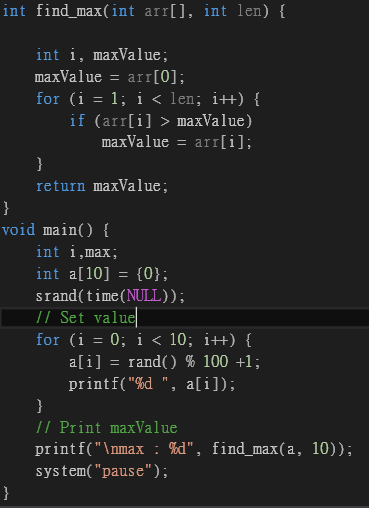 int find_max(int arr[], int len) {
int i, maxValue;
maxValue = arr[0];
for (i = 1; i < len; i++) {
if (arr[i] > maxValue)
maxValue = arr[i];
}
return maxValue;
}
void main() {
int i,max;
int a[10] = {0};
srand(time(NULL));
// Set value
for (i = 0; i < 10; i++) {
a[i] = rand() % 100 +1;
printf("%d ", a[i]);
}
// Print maxValue
printf("\nmax : %d", find_max(a, 10));
system("pause");
}